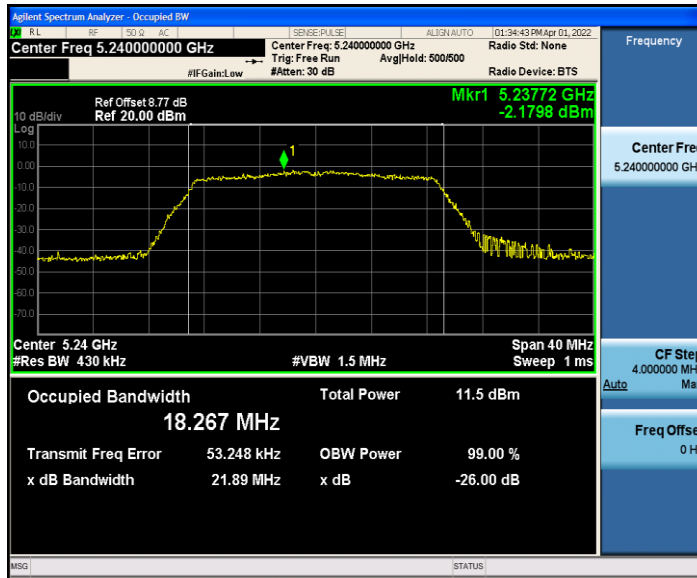 Agilent Spectrum Analyzer - Occupied BW
RL RF 50 Ω AC SENSE:PULSE ALIGN AUTO 01:34:43 PM Apr 01, 2022
Center Freq 5.240000000 GHz
Center Freq: 5.240000000 GHz
Radio Std: None
Trig: Free Run Avg|Hold: 500/500
#IFGain:Low
#Atten: 30 dB
Radio Device: BTS
Frequency
Ref Offset 8.77 dB
Mkr1 5.23772 GHz
10 dB/div Ref 20.00 dBm
-2.1798 dBm
Log
10.0
0.00
-10.0
-20.0
-30.0
-40.0
-50.0
-60.0
-70.0
1
Center 5.24 GHz Span 40 MHz
#Res BW 430 kHz #VBW 1.5 MHz Sweep 1 ms
Occupied Bandwidth Total Power 11.5 dBm
18.267 MHz
Transmit Freq Error 53.248 kHz OBW Power 99.00 %
x dB Bandwidth 21.89 MHz x dB -26.00 dB
Center Fre
5.240000000 GH
CF Step
4.000000 MH
Auto Ma
Freq Offse
0 H
MSG STATUS